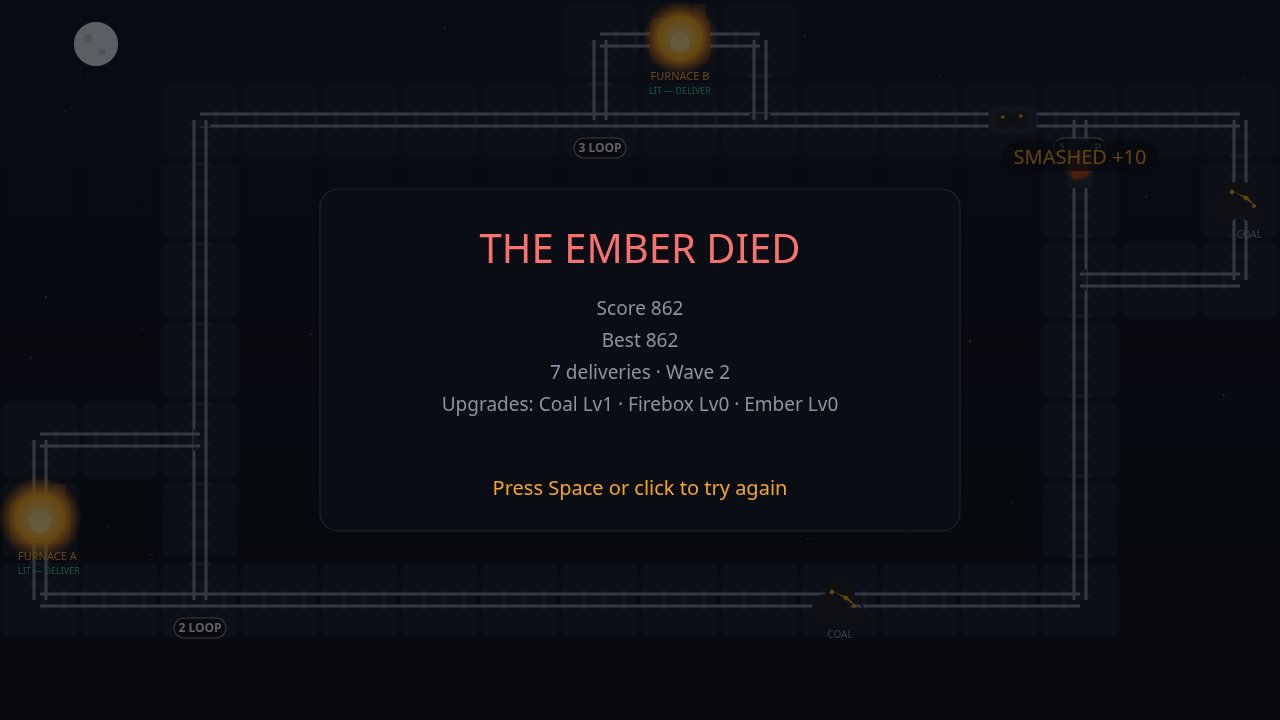 FURNACE B
LIT — DELIVER
3 LOOP
SMASHED +10
COAL
THE EMBER DIED
Score 862
Best 862
7 deliveries · Wave 2
Upgrades: Coal Lv1 · Firebox Lv0 · Ember Lv0
Press Space or click to try again
FURNACE A
LIT — DELIVER
2 LOOP
COAL